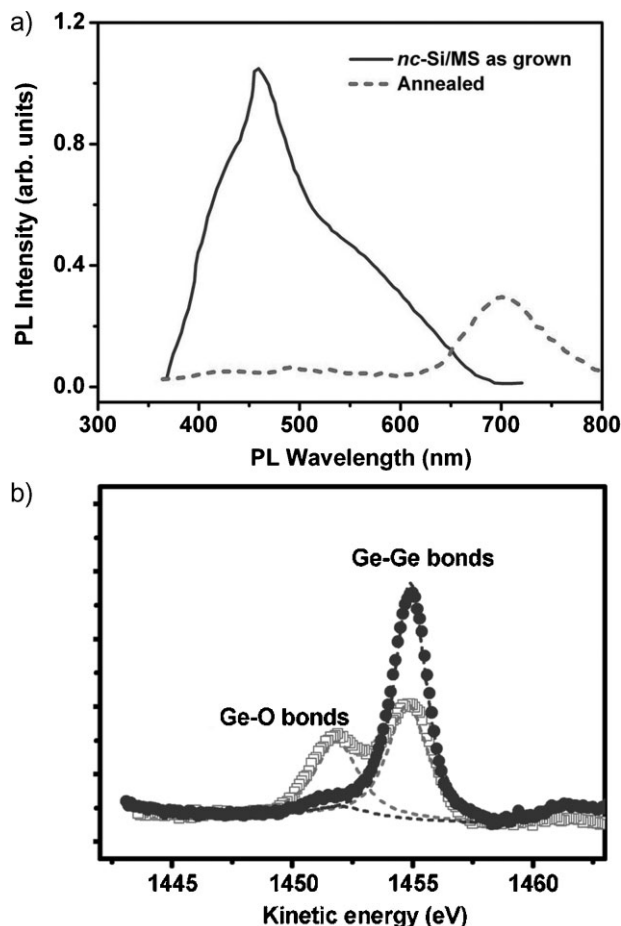 a)
1.2
nc-Si/MS as grown
Annealed
0.8
0.4
0.0
PL Intensity (arb. units)
300 400 500 600 700 800
PL Wavelength (nm)
b)
Ge-Ge bonds
Ge-O bonds
1445 1450 1455 1460
Kinetic energy (eV)